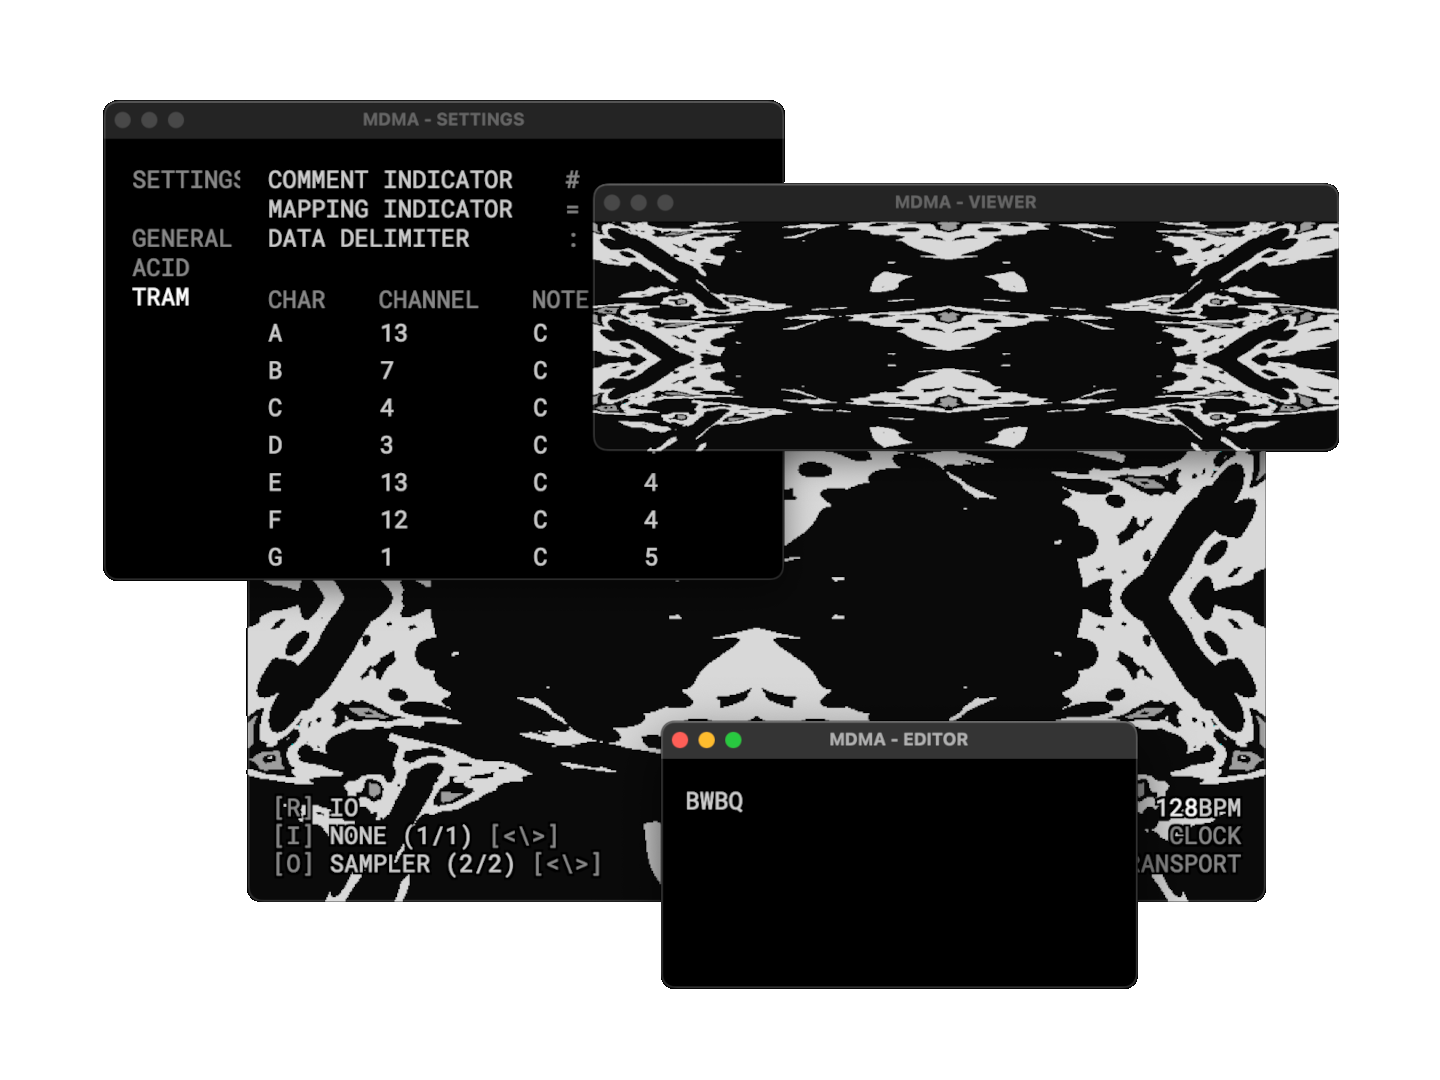 MDMA - SETTINGS
SETTINGS
GENERAL
ACID
TRAM
COMMENT INDICATOR #
MAPPING INDICATOR =
DATA DELIMITER :
CHAR CHANNEL NOTE
A 13 C
B 7 C
C 4 C
D 3 C
E 13 C 4
F 12 C 4
G 1 C 5
MDMA - VIEWER
[R] IO
[I] NONE (1/1) [<\>]
[O] SAMPLER (2/2) [<\>]
128BPM
CLOCK
RANSPORT
MDMA - EDITOR
BWBQ